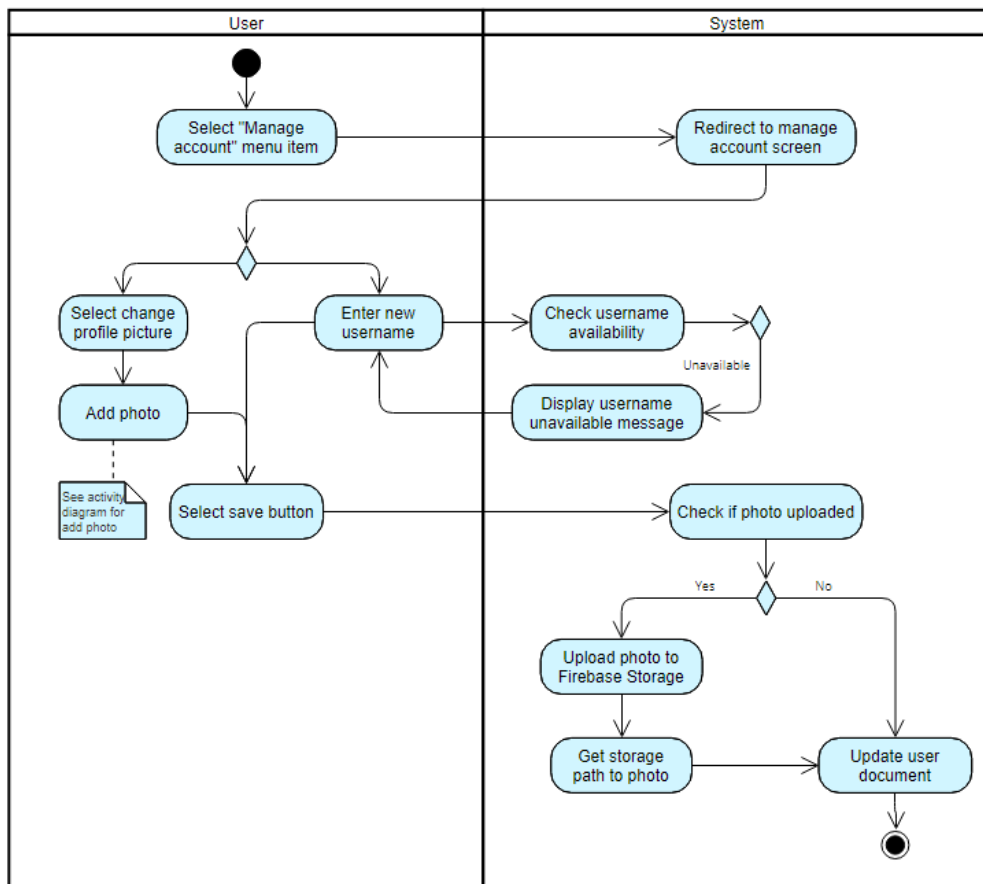 User
System
Select "Manage
account" menu item
Redirect to manage
account screen
Select change
profile picture
Enter new
username
Check username
availability
Unavailable
Add photo
Display username
unavailable message
See activity
diagram for
add photo
Select save button
Check if photo uploaded
Yes
No
Upload photo to
Firebase Storage
Get storage
path to photo
Update user
document